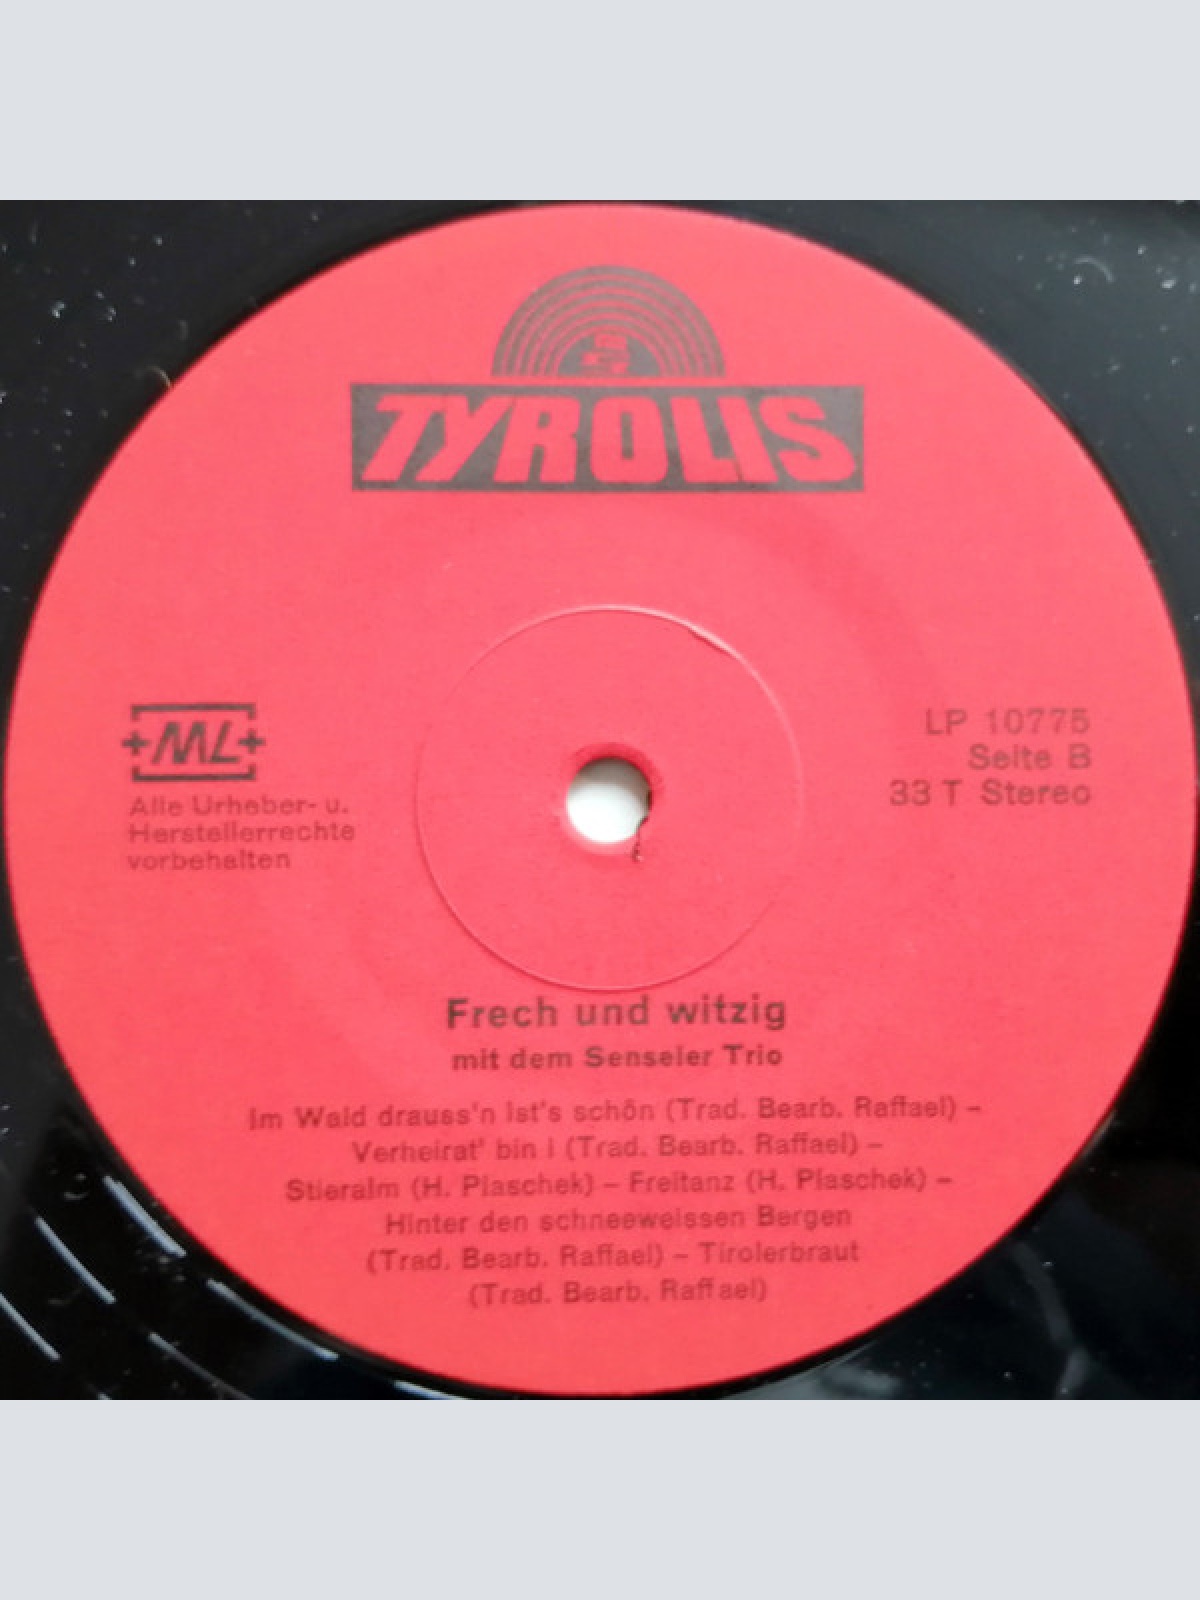 TYROLIS
+ML+
Alle Urheber- u.
Herstellerrechte
vorbehalten
LP 10775
Seite B
33 T Stereo
Frech und witzig
mit dem Senseler Trio
Im Wald drauss'n ist's schön (Trad. Bearb. Raffael) –
Verheirat' bin i (Trad. Bearb. Raffael) –
Stieralm (H. Plaschek) – Freitanz (H. Plaschek) –
Hinter den schneeweissen Bergen
(Trad. Bearb. Raffael) – Tirolerbraut
(Trad. Bearb. Raffael)